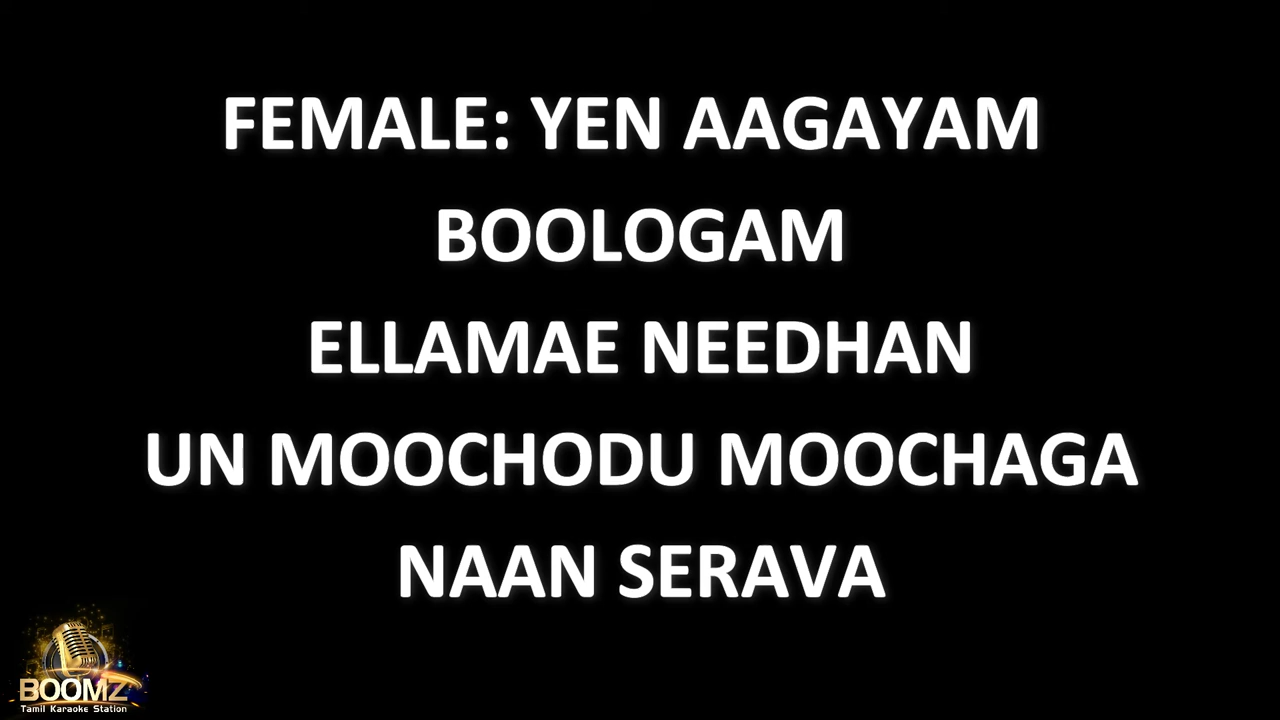 FEMALE: YEN AAGAYAM
BOOLOGAM
ELLAMAE NEEDHAN
UN MOOCHODU MOOCHAGA
NAAN SERAVA
BOOMZ
Tamil Karaoke Station